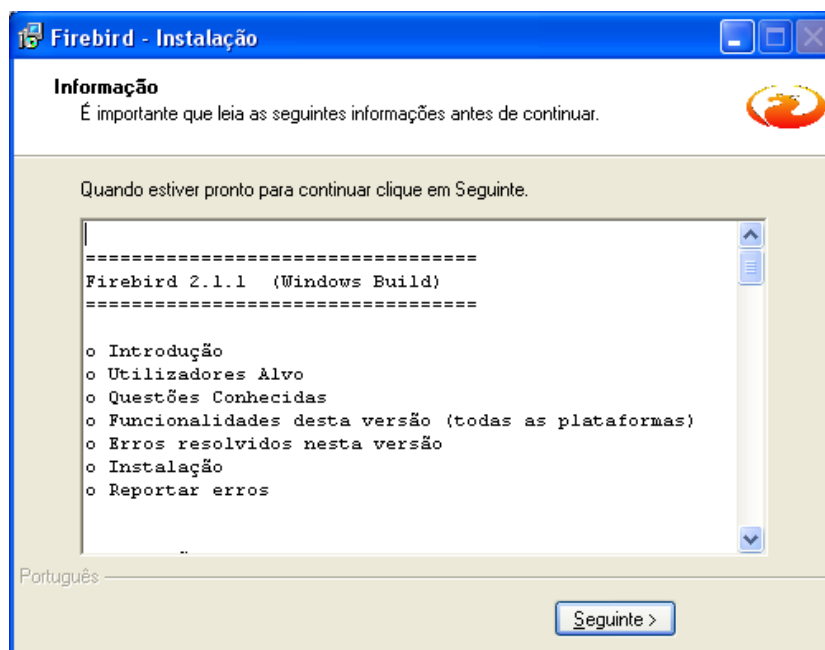 Firebird - Instalação
Informação
É importante que leia as seguintes informações antes de continuar.
Quando estiver pronto para continuar clique em Seguinte.
==================================
Firebird 2.1.1 (Windows Build)
==================================
o Introdução
o Utilizadores Alvo
o Questões Conhecidas
o Funcionalidades desta versão (todas as plataformas)
o Erros resolvidos nesta versão
o Instalação
o Reportar erros
Português
Seguinte >